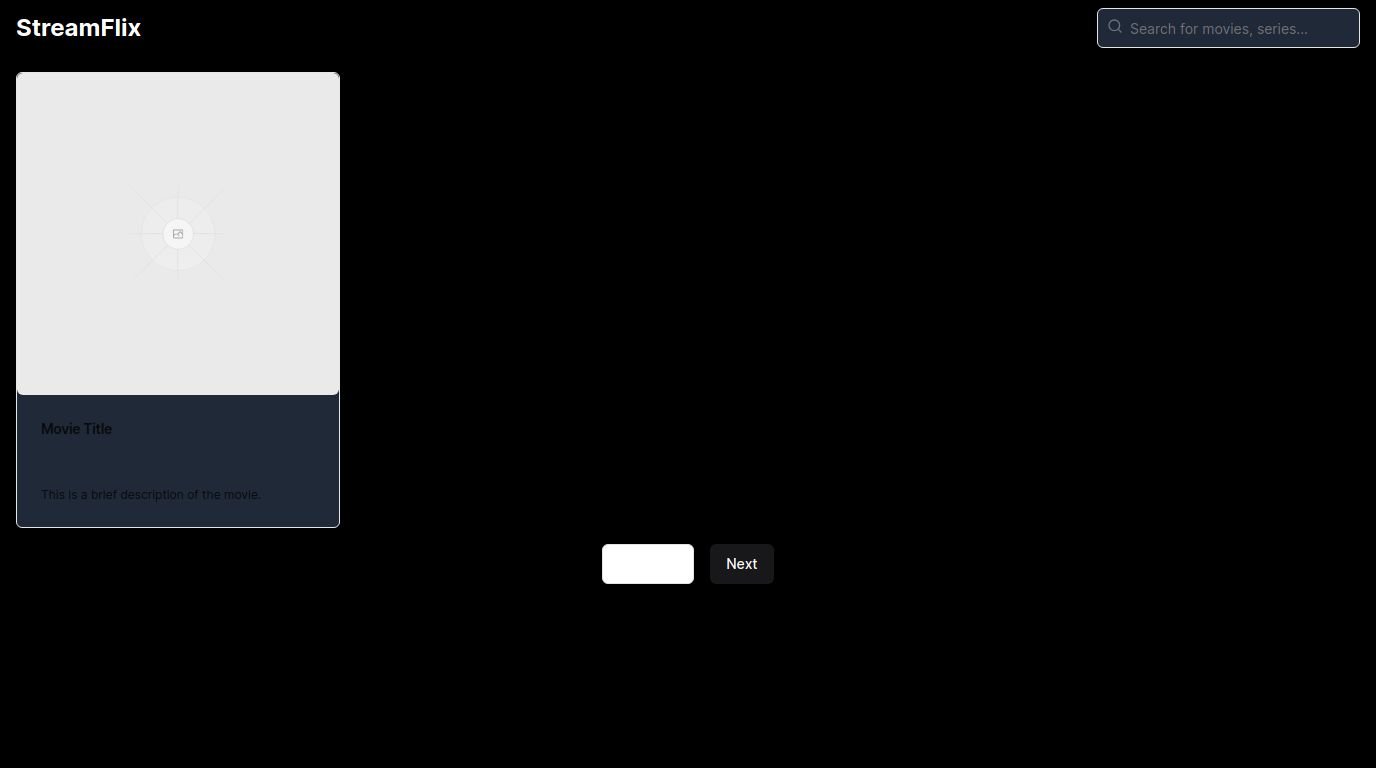 StreamFlix
Search for movies, series...
Movie Title
This is a brief description of the movie.
Next